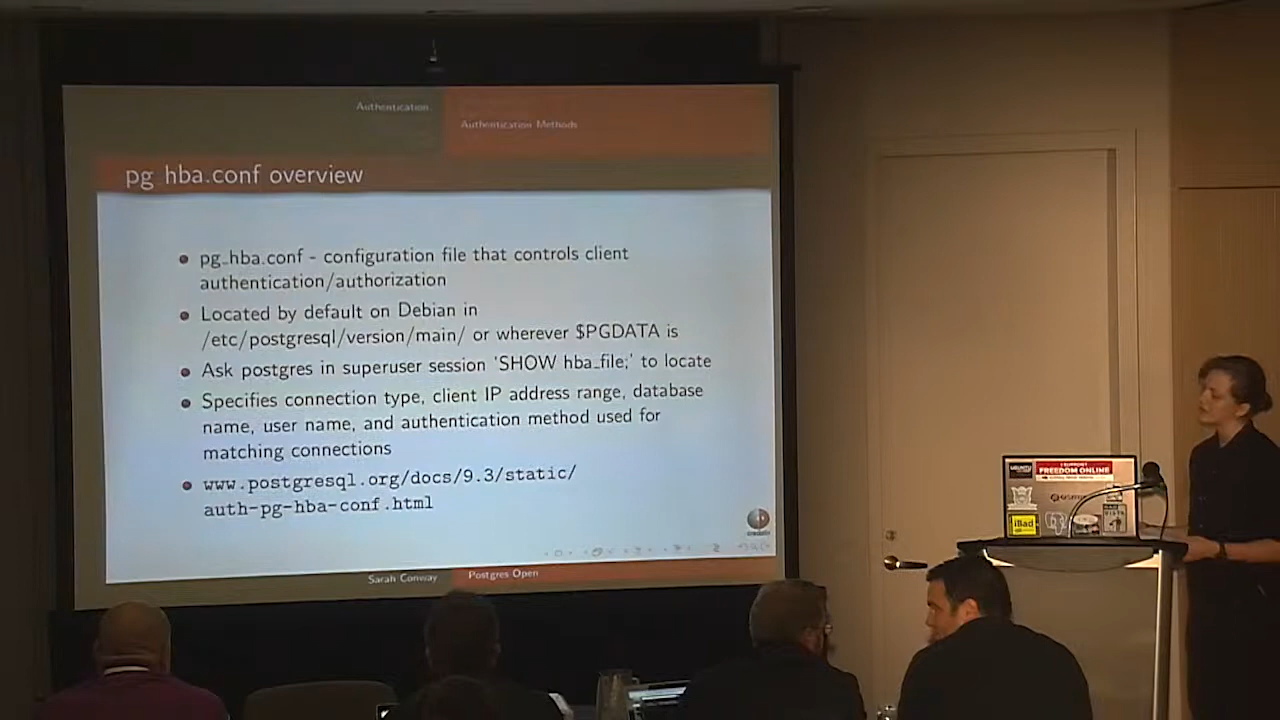 Authentication
Authentication Methods
pg hba.conf overview
pg_hba.conf - configuration file that controls client
authentication/authorization
Located by default on Debian in
/etc/postgresql/version/main/ or wherever $PGDATA is
Ask postgres in superuser session 'SHOW hba_file;' to locate
Specifies connection type, client IP address range, database
name, user name, and authentication method used for
matching connections
www.postgresql.org/docs/9.3/static/
auth-pg-hba-conf.html
Sarah Conway
Postgres Open
UBUNTU
I SUPPORT
FREEDOM ONLINE
iBad